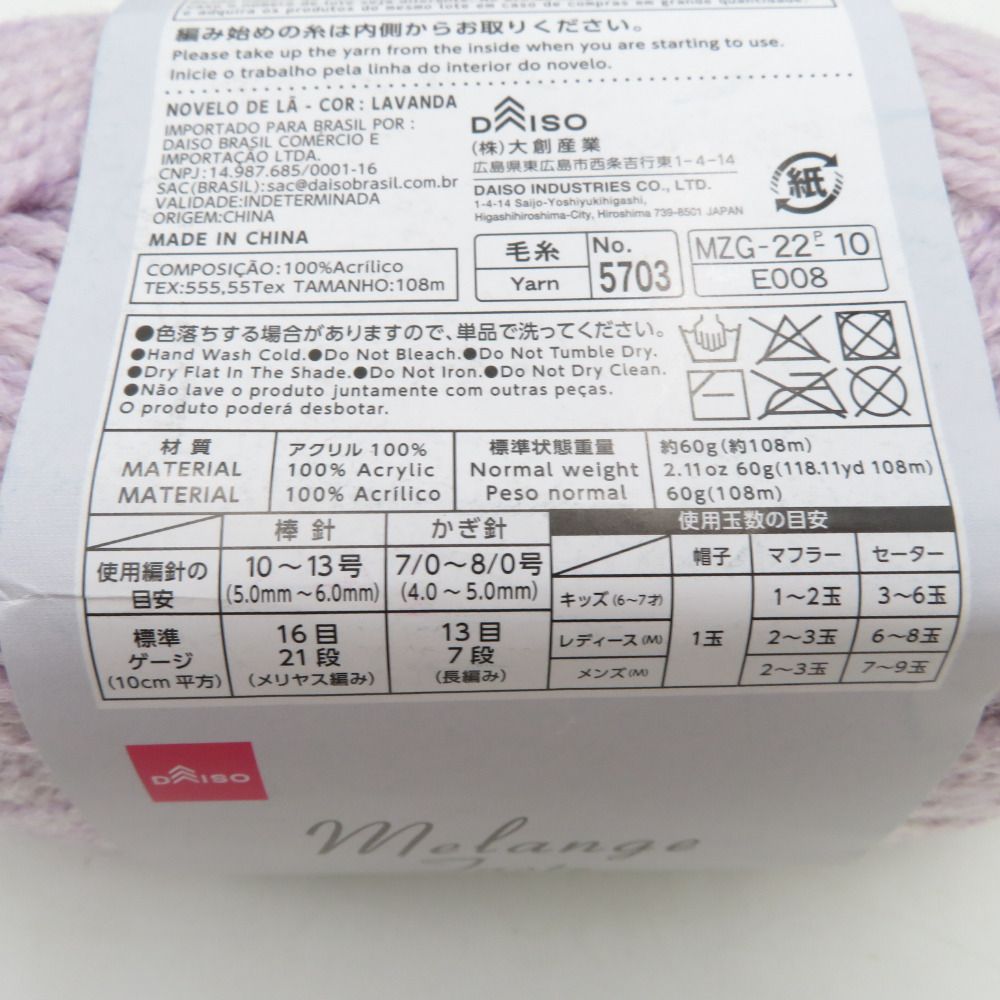 e adquira os produtos do mesmo lote em caso de compras em grande quantidade.
編み始めの糸は内側からお取りください。
Please take up the yarn from the inside when you are starting to use.
Inicie o trabalho pela linha do interior do novelo.
NOVELO DE LÃ - COR: LAVANDA
IMPORTADO PARA BRASIL POR :
DAISO BRASIL COMÉRCIO E
IMPORTAÇÃO LTDA.
CNPJ:14.987.685/0001-16
SAC(BRASIL):sac@daisobrasil.com.br
VALIDADE:INDETERMINADA
ORIGEM:CHINA
MADE IN CHINA
COMPOSIÇÃO:100%Acrílico
TEX:555,55Tex TAMANHO:108m
DAISO
(株)大創産業
広島県東広島市西条吉行東1-4-14
DAISO INDUSTRIES CO., LTD.
1-4-14 Saijo-Yoshiyukihigashi,
Higashihiroshima-City, Hiroshima 739-8501 JAPAN
紙
毛糸
Yarn
No.
5703
MZG-22 P-10
E008
●色落ちする場合がありますので、単品で洗ってください。
●Hand Wash Cold.●Do Not Bleach.●Do Not Tumble Dry.
●Dry Flat In The Shade.●Do Not Iron.●Do Not Dry Clean.
●Não lave o produto juntamente com outras peças.
O produto poderá desbotar.
材質 アクリル 100% 標準状態重量 約60g(約108m)
MATERIAL 100% Acrylic Normal weight 2.11oz 60g(118.11yd 108m)
MATERIAL 100% Acrílico Peso normal 60g(108m)
棒針 かぎ針
使用編針の目安 10～13号 7/0～8/0号
(5.0mm～6.0mm) (4.0～5.0mm)
標準 16目 13目
ゲージ 21段 7段
(10cm平方) (メリヤス編み) (長編み)
使用玉数の目安
帽子 マフラー セーター
キッズ(6~7才) 1～2玉 3～6玉
レディース(M) 1玉 2～3玉 6～8玉
メンズ(M) 2～3玉 7～9玉
DAISO
Melange